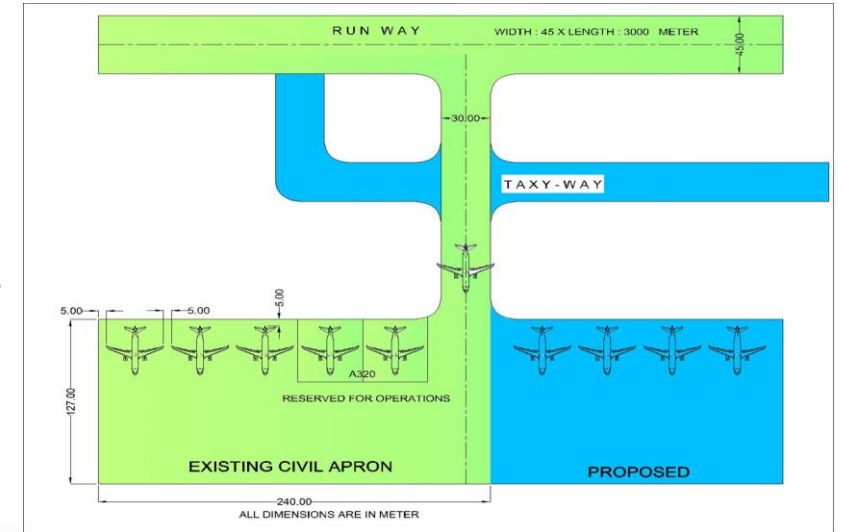 RUN WAY
WIDTH : 45 X LENGTH : 3000 METER
45.00
30.00
TAXY-WAY
5.00
5.00
5.00
127.00
A320
RESERVED FOR OPERATIONS
EXISTING CIVIL APRON
PROPOSED
240.00
ALL DIMENSIONS ARE IN METER